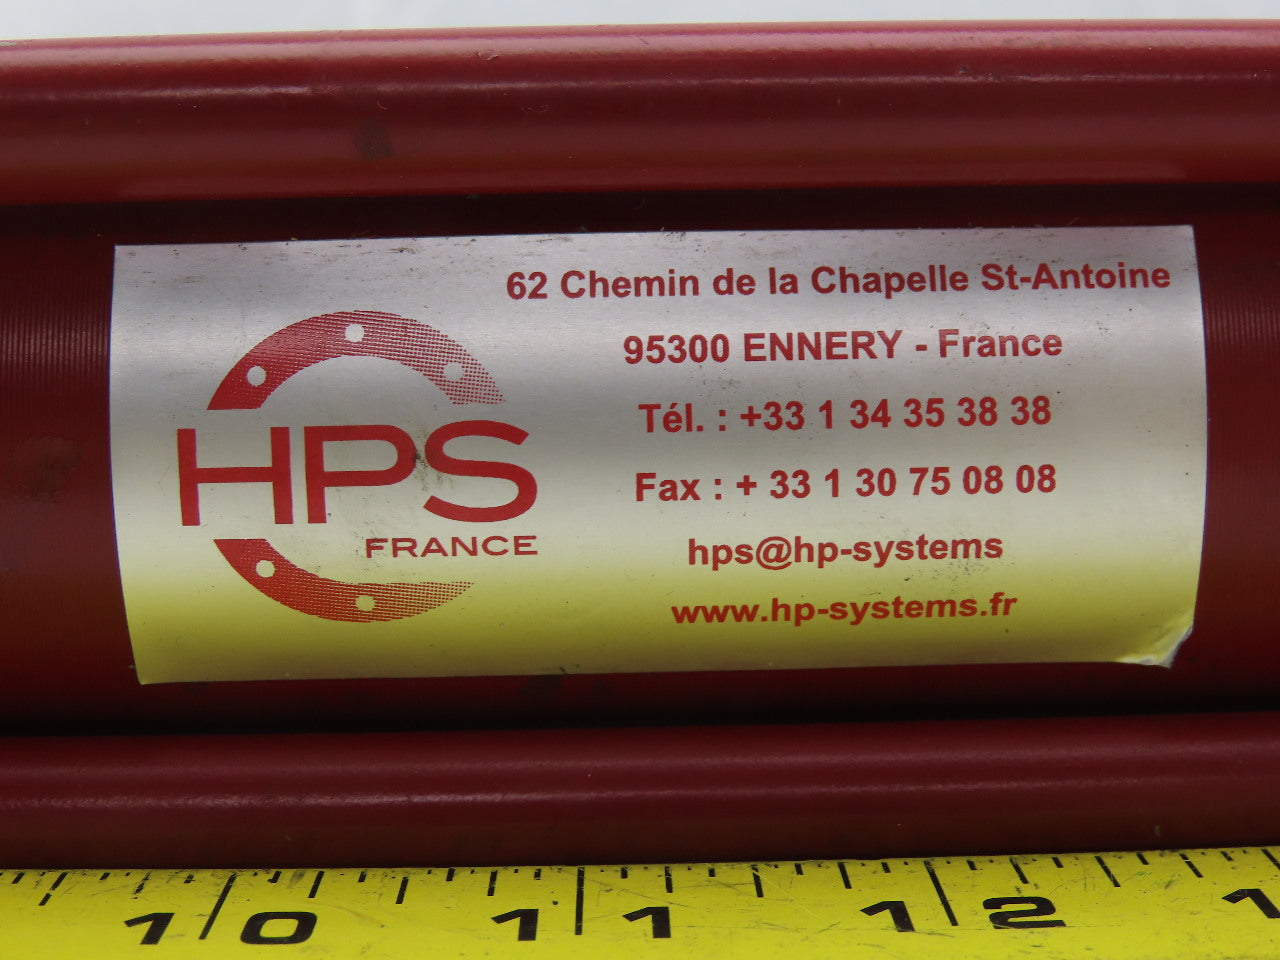 62 Chemin de la Chapelle St-Antoine
95300 ENNERY - France
Tél. : +33 1 34 35 38 38
Fax : + 33 1 30 75 08 08
hps@hp-systems
www.hp-systems.fr
HPS
FRANCE
10 11 12 1